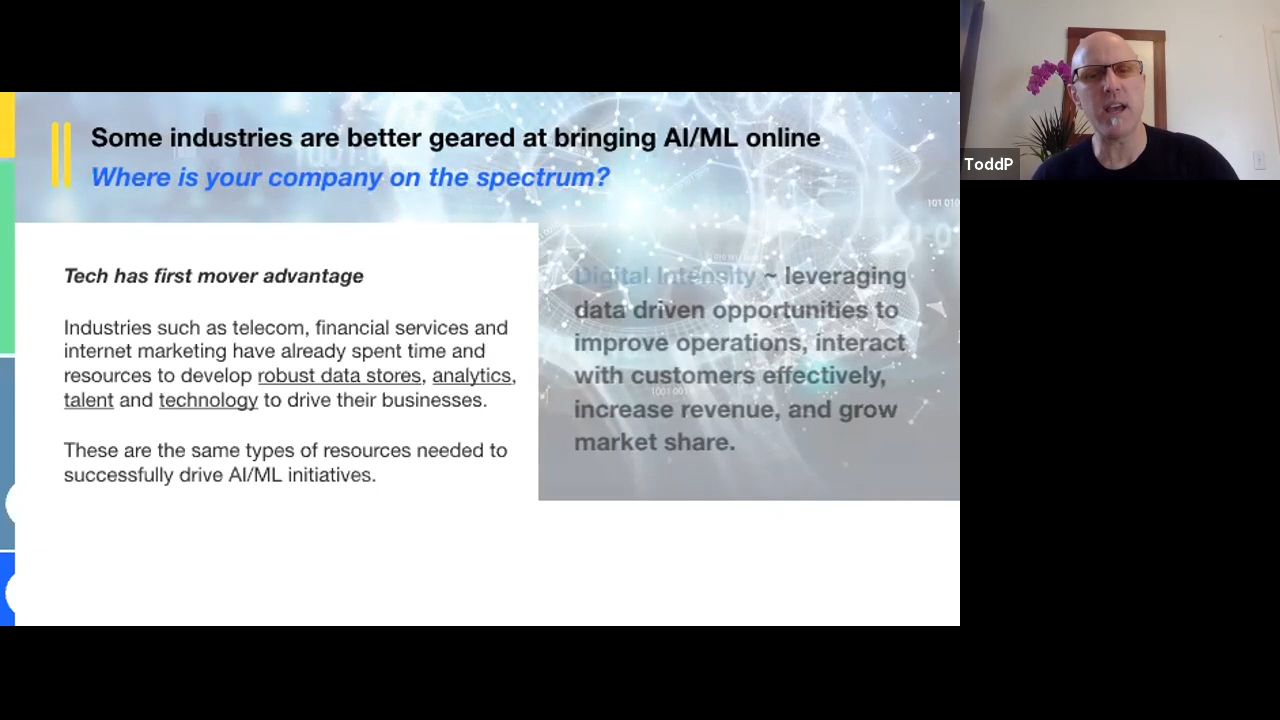 Some industries are better geared at bringing AI/ML online
Where is your company on the spectrum?
Tech has first mover advantage
Industries such as telecom, financial services and
internet marketing have already spent time and
resources to develop robust data stores, analytics,
talent and technology to drive their businesses.
These are the same types of resources needed to
successfully drive AI/ML initiatives.
Digital Intensity ~ leveraging
data driven opportunities to
improve operations, interact
with customers effectively,
increase revenue, and grow
market share.
ToddP